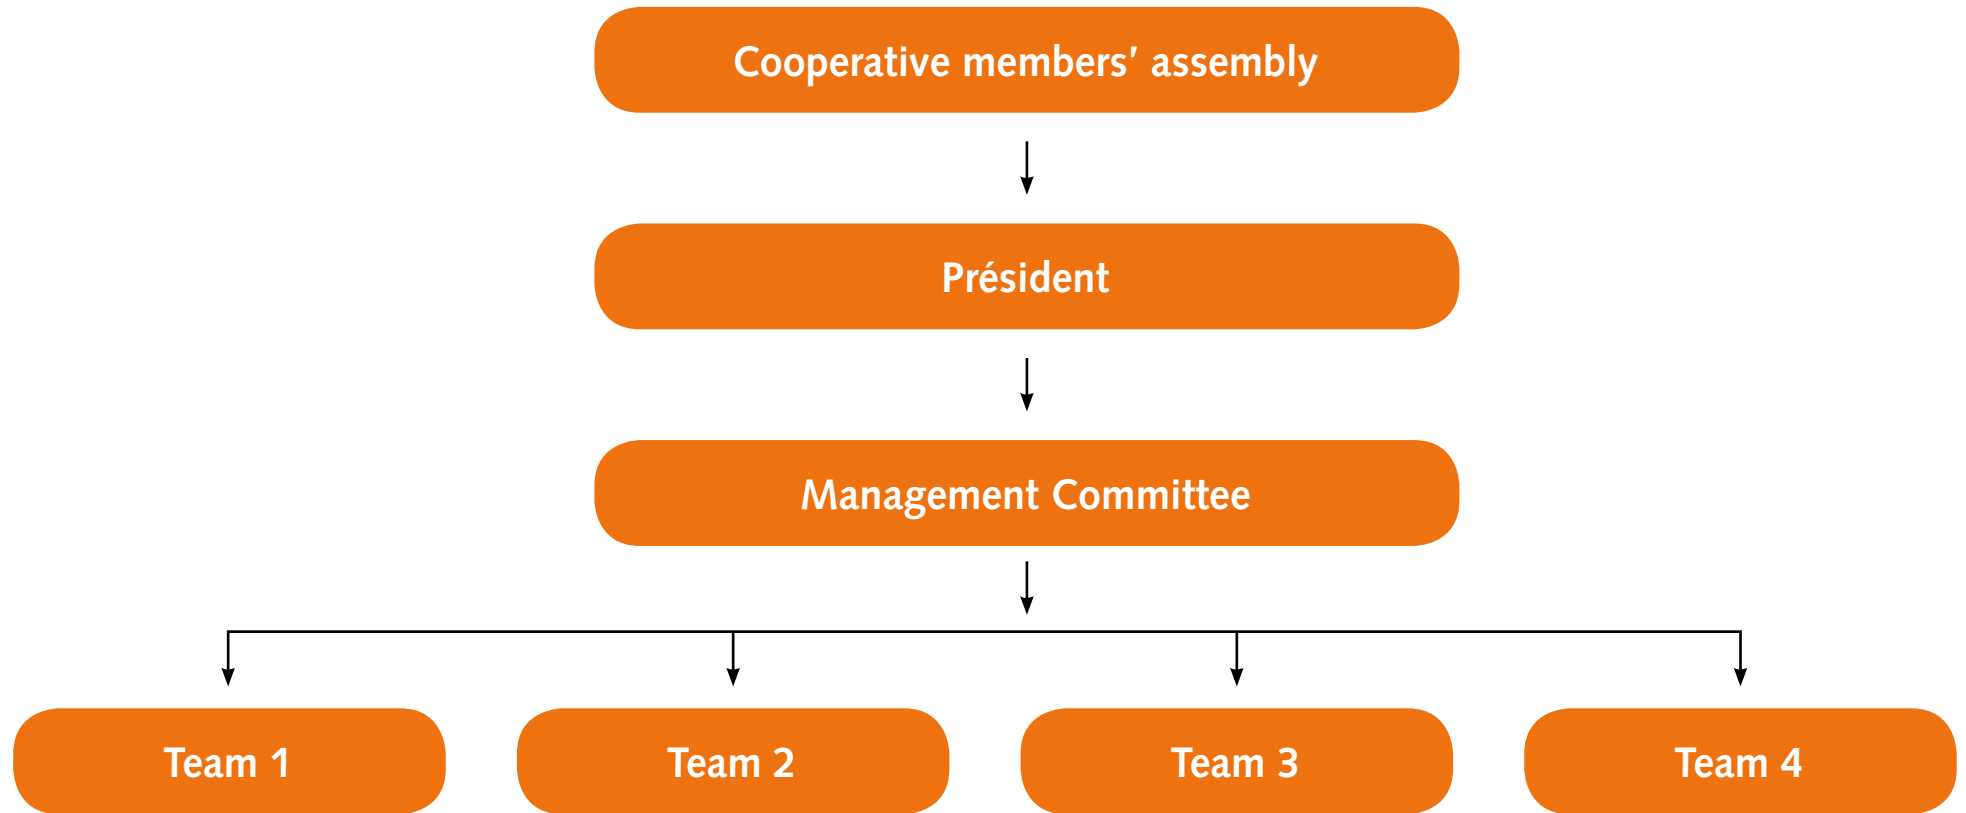 Cooperative members’ assembly
Président
Management Committee
Team 1
Team 2
Team 3
Team 4